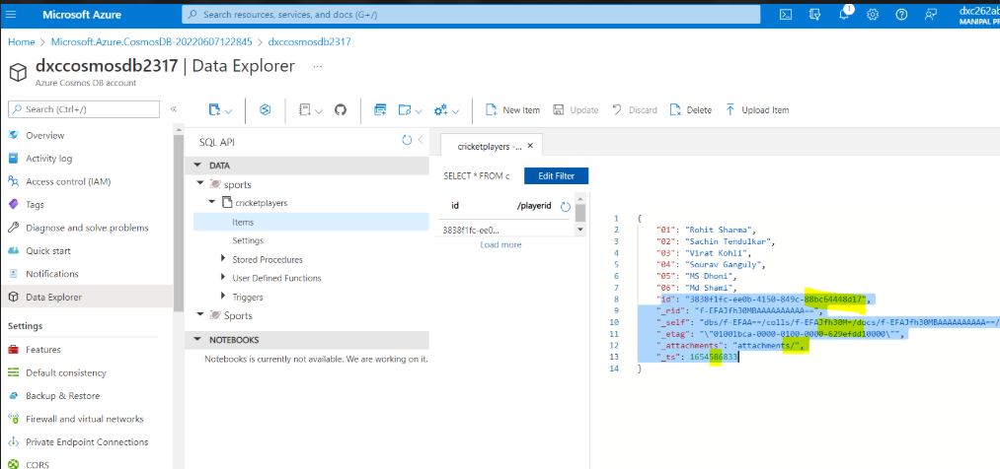 Microsoft Azure
Search resources, services, and docs (G+/)
1
dxc262ab
MANIPAL PR
Home > Microsoft.Azure.CosmosDB-20220607122845 > dxccosmosdb2317
dxccosmosdb2317 | Data Explorer ...
Azure Cosmos DB account
Search (Ctrl+/)
«
New Item
Update
Discard
Delete
Upload Item
Overview
Activity log
Access control (IAM)
Tags
Diagnose and solve problems
Quick start
Notifications
Data Explorer
Settings
Features
Default consistency
Backup & Restore
Firewall and virtual networks
Private Endpoint Connections
CORS
SQL API
DATA
sports
cricketplayers
Items
Settings
Stored Procedures
User Defined Functions
Triggers
Sports
NOTEBOOKS
Notebooks is currently not available. We are working on it.
cricketplayers -... ×
SELECT * FROM c
Edit Filter
id /playerid
3838f1fc-ee0...
Load more
1 {
2 "01": "Rohit Sharma",
3 "02": "Sachin Tendulkar",
4 "03": "Virat Kohli",
5 "04": "Sourav Ganguly",
6 "05": "MS Dhoni",
7 "06": "Md Shami",
8 "id": "3838f1fc-ee0b-4150-849c-88bc64448d17",
9 "_rid": "f-EFAJfh30MBAAAAAAAAAA==",
10 "_self": "dbs/f-EFAA==/colls/f-EFAJfh30M=/docs/f-EFAJfh30MBAAAAAAAAAA==/
11 "_etag": "\"01001bca-0000-0100-0000-629efdd10000\"",
12 "_attachments": "attachments/",
13 "_ts": 1654586833
14 }